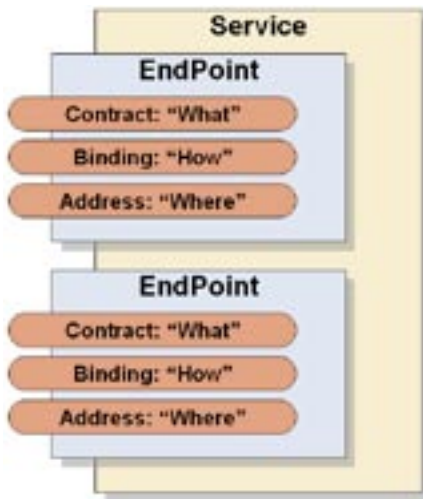 Service
EndPoint
Contract: “What”
Binding: “How”
Address: “Where”
EndPoint
Contract: “What”
Binding: “How”
Address: “Where”